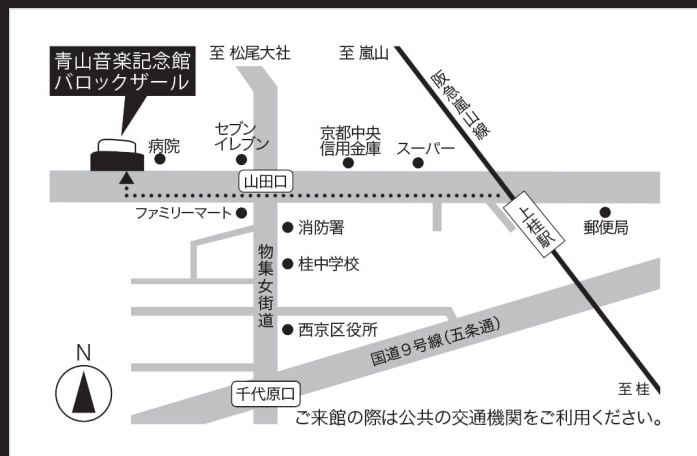 青山音楽記念館
バロックザール
至 松尾大社
至 嵐山
阪急嵐山線
病院
セブン
イレブン
京都中央
信用金庫
スーパー
山田口
ファミリーマート
消防署
上桂駅
郵便局
物集女街道
桂中学校
西京区役所
国道9号線(五条通)
N
千代原口
至 桂
ご来館の際は公共の交通機関をご利用ください。